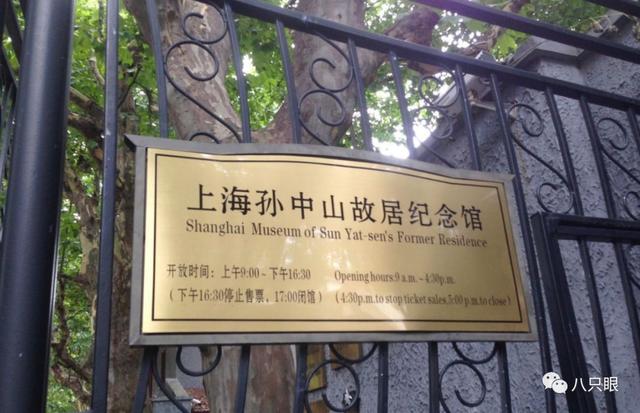 上海孙中山故居纪念馆
Shanghai Museum of Sun Yat-sen's Former Residence
开放时间：上午9:00～下午16:30 Opening hours:9 a.m.～4:30p.m.
（下午16:30停止售票，17:00闭馆） (4:30p.m.to stop ticket sales,5:00 p.m.to close)
八只眼